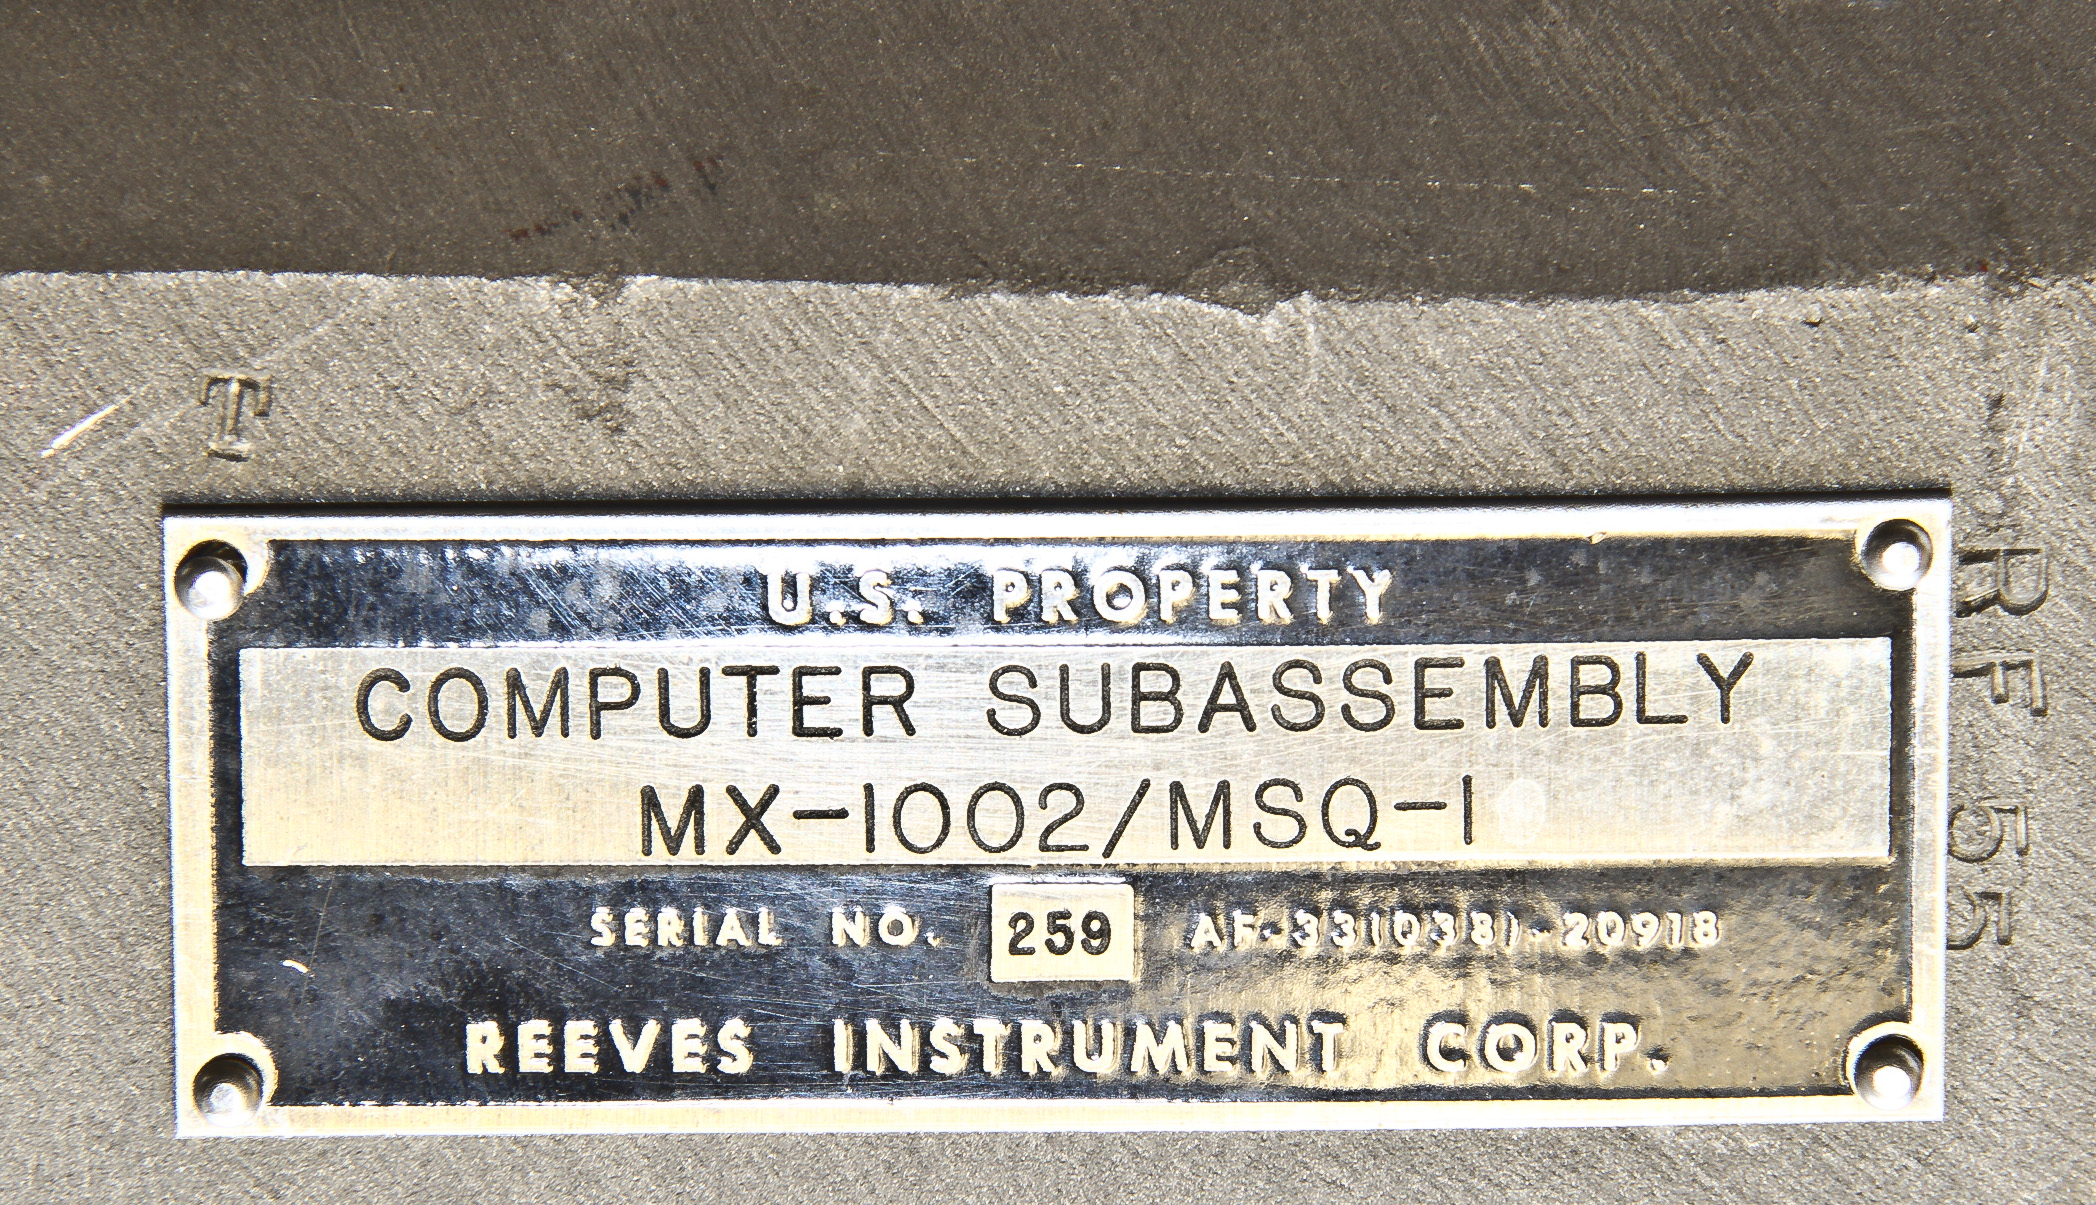 T
U.S. PROPERTY
COMPUTER SUBASSEMBLY
MX-1002/MSQ-1
SERIAL NO. 259 AF-33(038)-20918
REEVES INSTRUMENT CORP.
RF 55